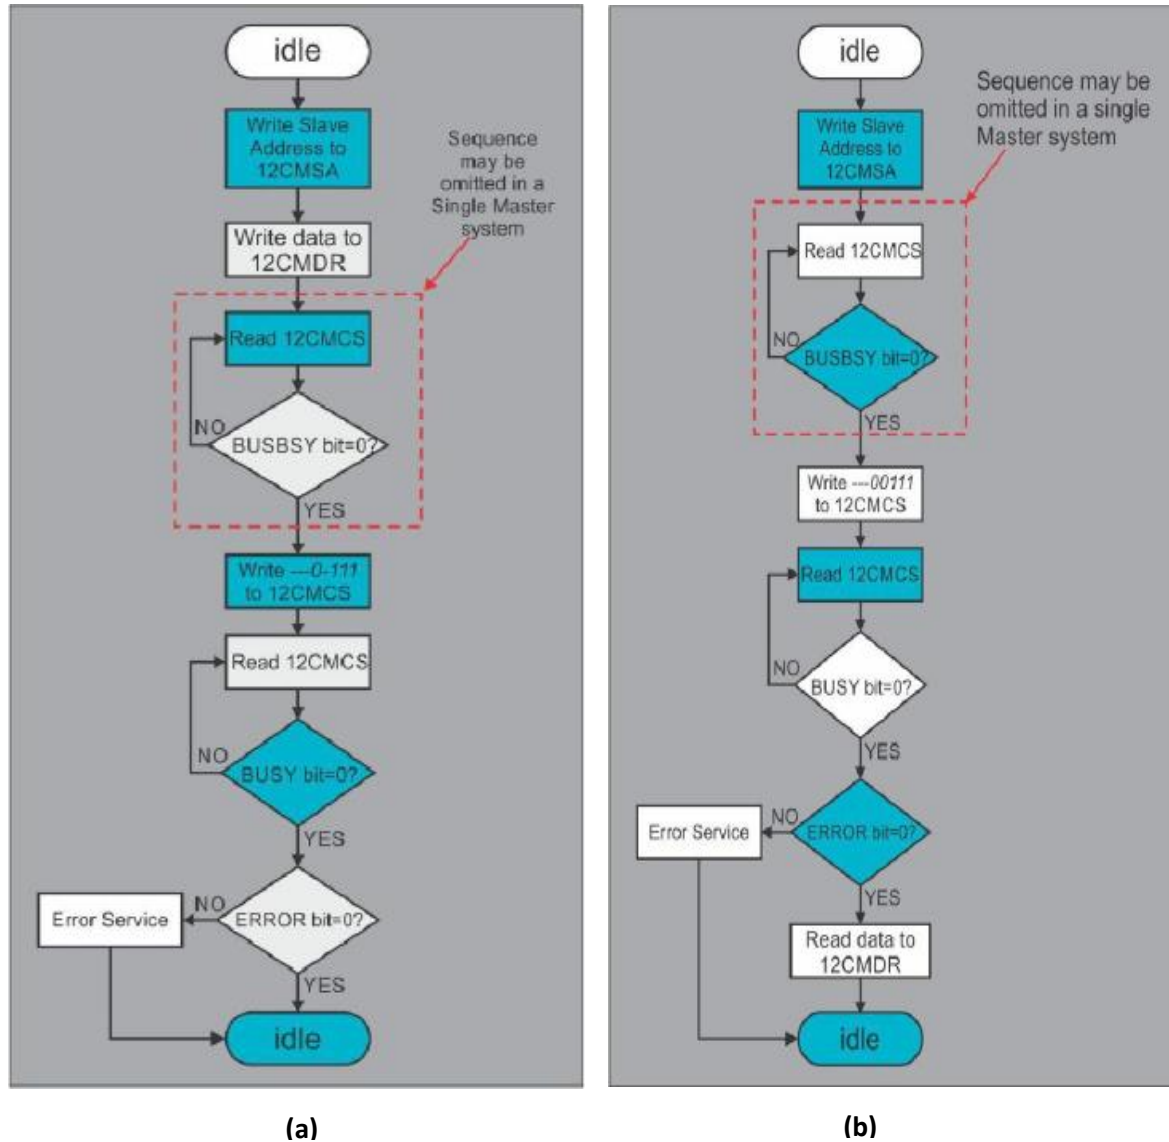 idle
Write Slave
Address to
12CMSA
Sequence
may be
omitted in a
Single Master
system
Write data to
12CMDR
Read 12CMCS
NO
BUSBSY bit=0?
YES
Write ---0-111
to 12CMCS
Read 12CMCS
NO
BUSY bit=0?
YES
NO
Error Service
ERROR bit=0?
YES
idle
(a)
idle
Sequence may be
omitted in a single
Master system
Write Slave
Address to
12CMSA
Read 12CMCS
NO
BUSBSY bit=0?
YES
Write ---00111
to 12CMCS
Read 12CMCS
NO
BUSY bit=0?
YES
NO
Error Service
ERROR bit=0?
YES
Read data to
12CMDR
idle
(b)